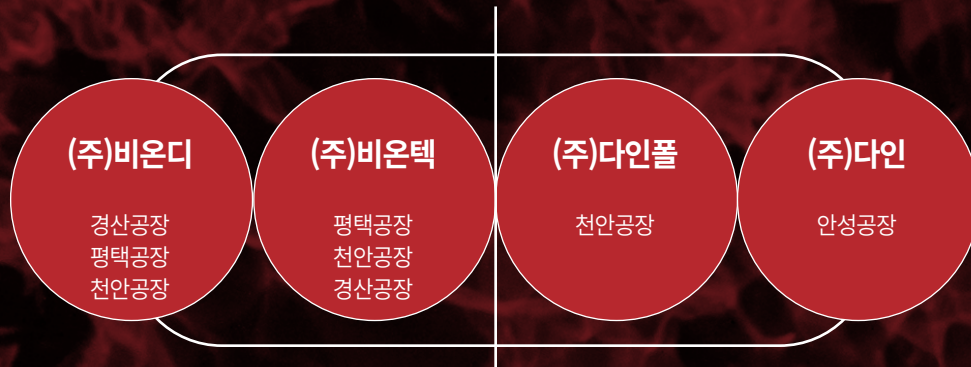 (주)비온디
경산공장
평택공장
천안공장
(주)비온텍
평택공장
천안공장
경산공장
(주)다인폴
천안공장
(주)다인
안성공장